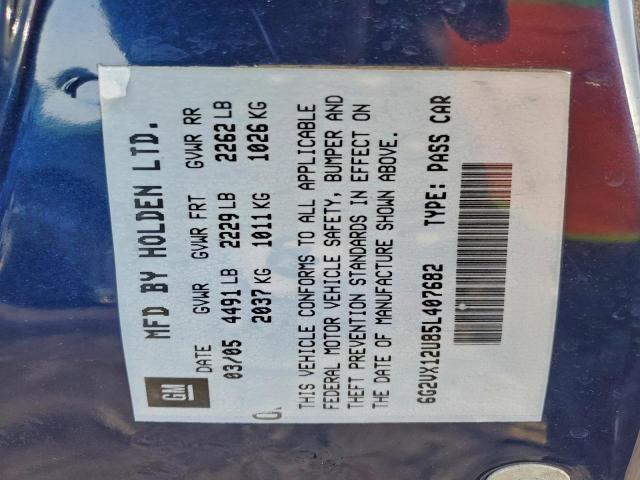 GM
MFD BY HOLDEN LTD.
DATE GVWR GVWR FRT GVWR RR
03/05 4491 LB 2229 LB 2262 LB
2037 KG 1011 KG 1026 KG
THIS VEHICLE CONFORMS TO ALL APPLICABLE
FEDERAL MOTOR VEHICLE SAFETY, BUMPER AND
THEFT PREVENTION STANDARDS IN EFFECT ON
THE DATE OF MANUFACTURE SHOWN ABOVE.
6G2VX12U85L407682 TYPE: PASS CAR